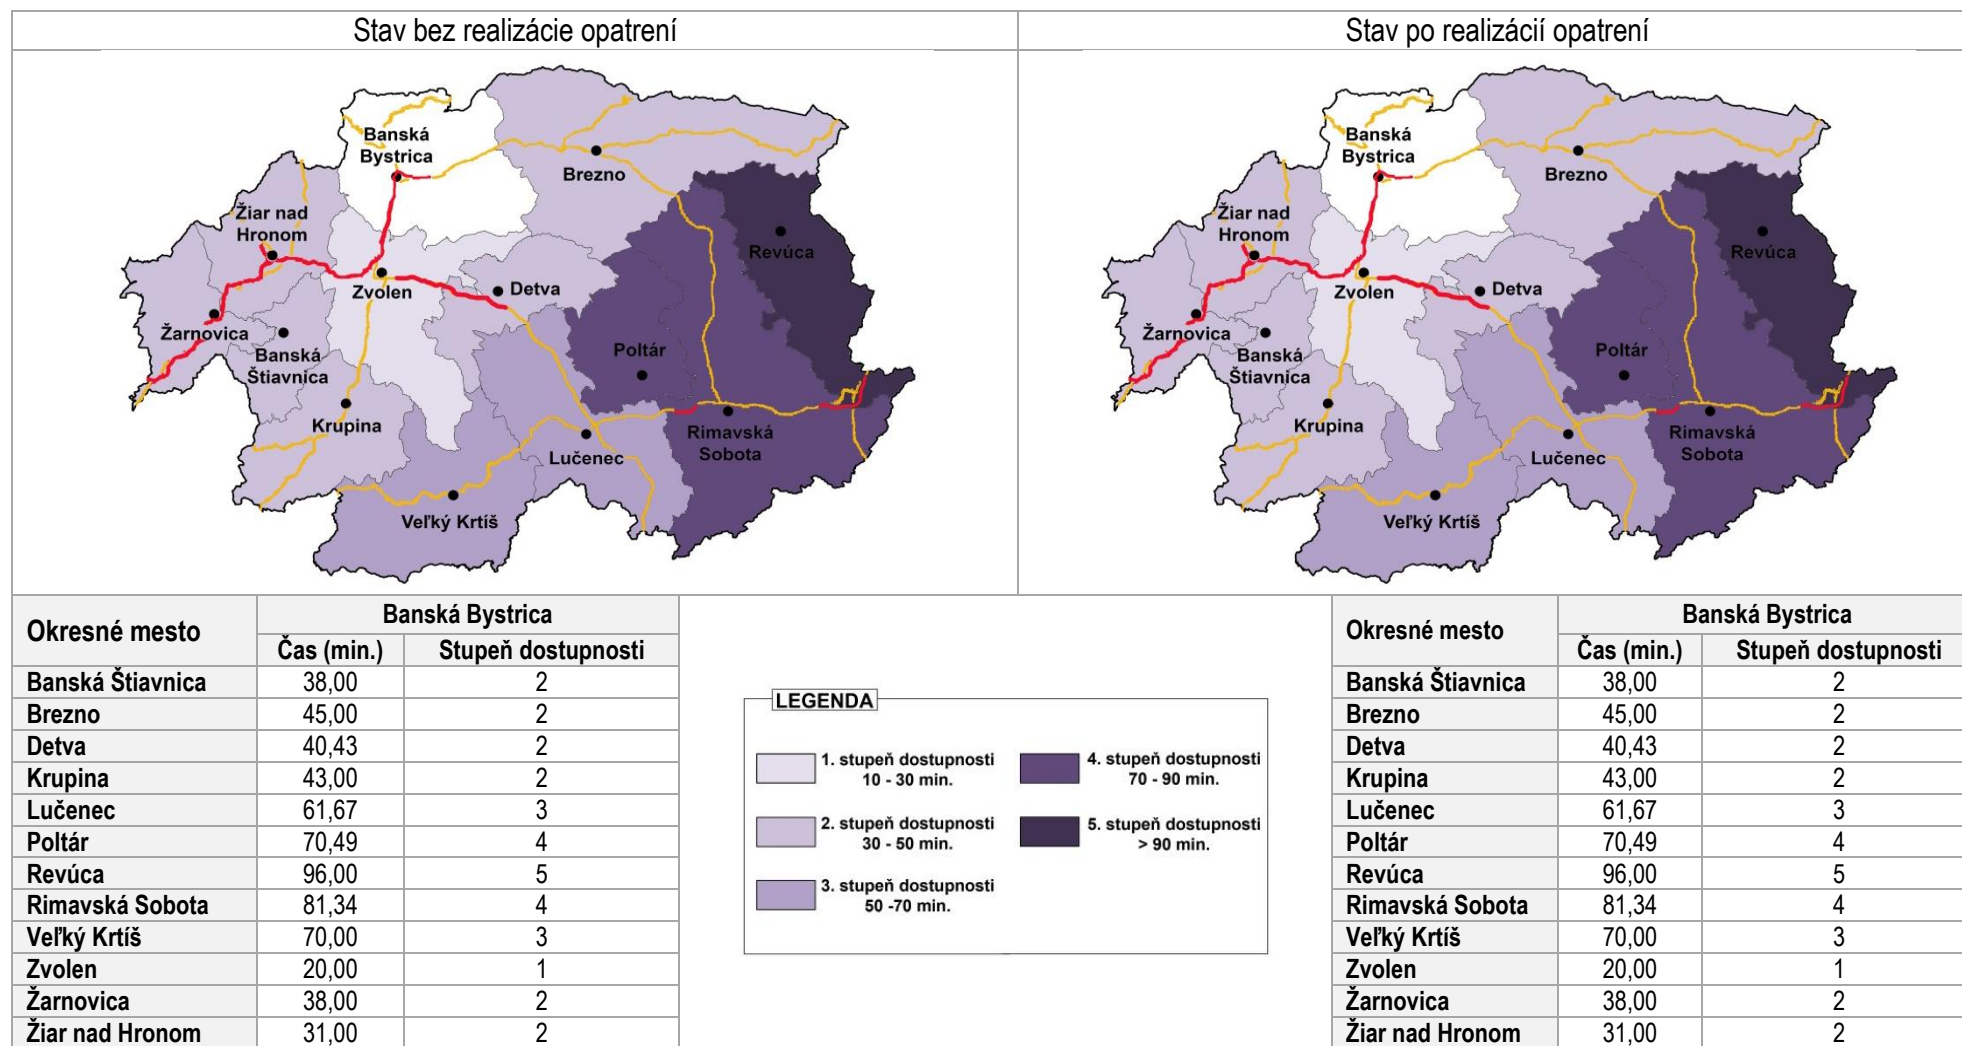 Stav bez realizácie opatrení
Stav po realizácií opatrení
Banská
Bystrica
Brezno
Žiar nad
Hronom
Revúca
Zvolen
Detva
Žarnovica
Banská
Štiavnica
Poltár
Krupina
Rimavská
Sobota
Lučenec
Veľký Krtíš
Banská
Bystrica
Brezno
Žiar nad
Hronom
Revúca
Zvolen
Detva
Žarnovica
Banská
Štiavnica
Poltár
Krupina
Rimavská
Sobota
Lučenec
Veľký Krtíš
Okresné mesto Banská Bystrica
Čas (min.) Stupeň dostupnosti
Banská Štiavnica 38,00 2
Brezno 45,00 2
Detva 40,43 2
Krupina 43,00 2
Lučenec 61,67 3
Poltár 70,49 4
Revúca 96,00 5
Rimavská Sobota 81,34 4
Veľký Krtíš 70,00 3
Zvolen 20,00 1
Žarnovica 38,00 2
Žiar nad Hronom 31,00 2
LEGENDA
1. stupeň dostupnosti
10 - 30 min.
2. stupeň dostupnosti
30 - 50 min.
3. stupeň dostupnosti
50 -70 min.
4. stupeň dostupnosti
70 - 90 min.
5. stupeň dostupnosti
> 90 min.
Okresné mesto Banská Bystrica
Čas (min.) Stupeň dostupnosti
Banská Štiavnica 38,00 2
Brezno 45,00 2
Detva 40,43 2
Krupina 43,00 2
Lučenec 61,67 3
Poltár 70,49 4
Revúca 96,00 5
Rimavská Sobota 81,34 4
Veľký Krtíš 70,00 3
Zvolen 20,00 1
Žarnovica 38,00 2
Žiar nad Hronom 31,00 2